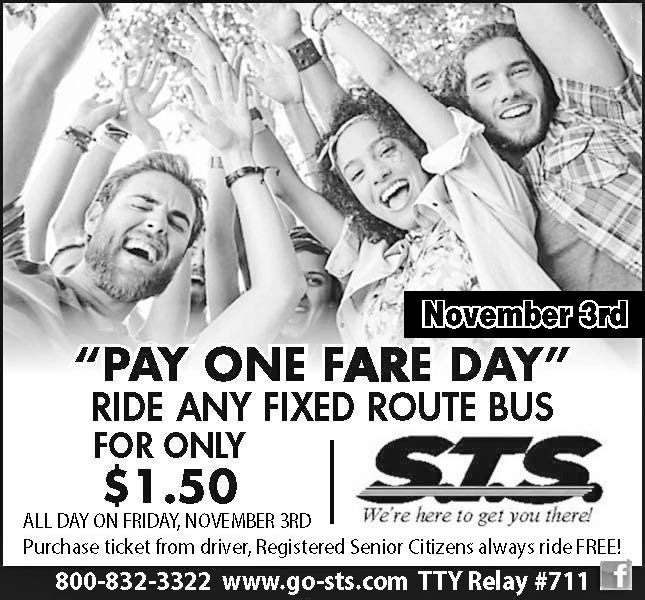 November 3rd
"PAY ONE FARE DAY"
RIDE ANY FIXED ROUTE BUS
FOR ONLY
$1.50
ALL DAY ON FRIDAY, NOVEMBER 3RD
S.T.S.
We're here to get you there!
Purchase ticket from driver, Registered Senior Citizens always ride FREE!
800-832-3322 www.go-sts.com TTY Relay #711 f